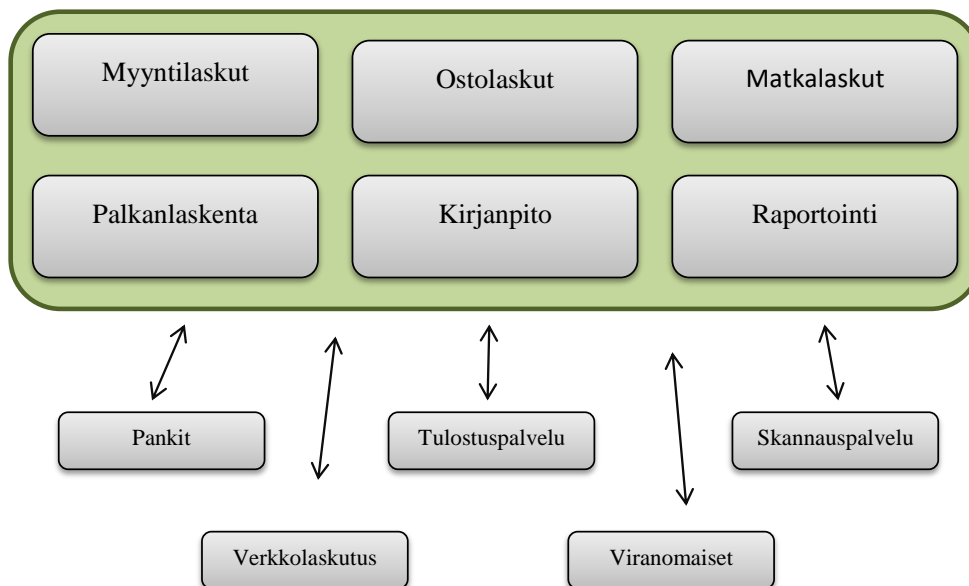 Myyntilaskut
Ostolaskut
Matkalaskut
Palkanlaskenta
Kirjanpito
Raportointi
Pankit
Tulostuspalvelu
Skannauspalvelu
Verkkolaskutus
Viranomaiset